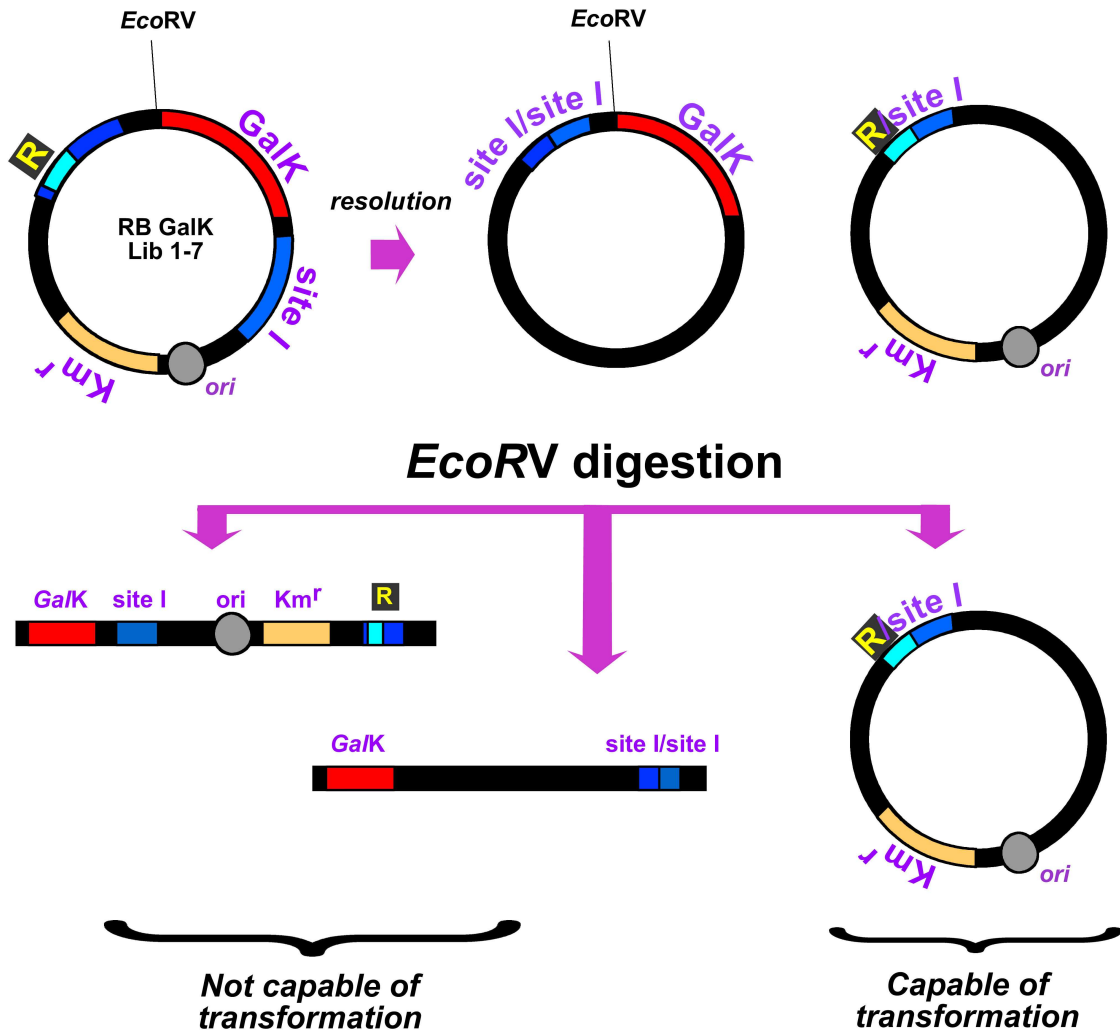 EcoRV
EcoRV
R
GalK
site I
Km r
ori
RB GalK
Lib 1-7
resolution
site I/site I
GalK
R/site I
Km r
ori
EcoRV digestion
GalK site I ori Kmr R
GalK site I/site I
R/site I
Km r
ori
Not capable of
transformation
Capable of
transformation